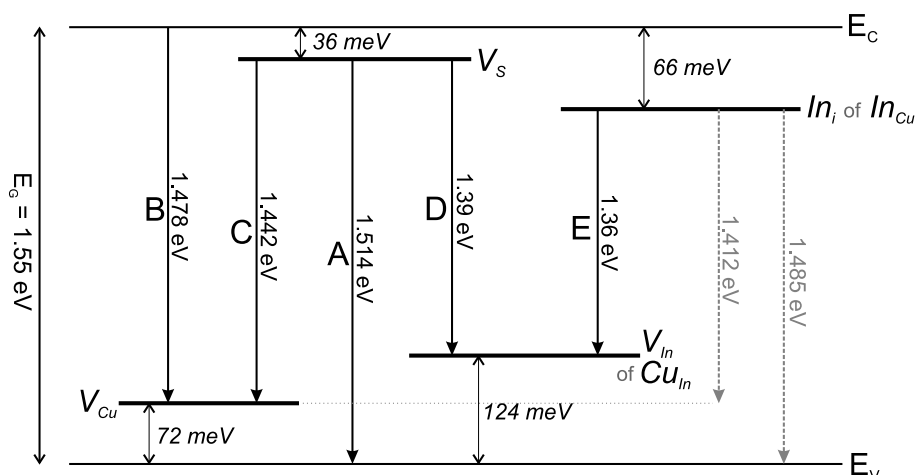 E_C
36 meV
V_S
66 meV
In_i of In_Cu
E_G = 1.55 eV
B
1.478 eV
C
1.442 eV
A
1.514 eV
D
1.39 eV
E
1.36 eV
1.412 eV
1.485 eV
V_In
of Cu_In
V_Cu
72 meV
124 meV
E_V